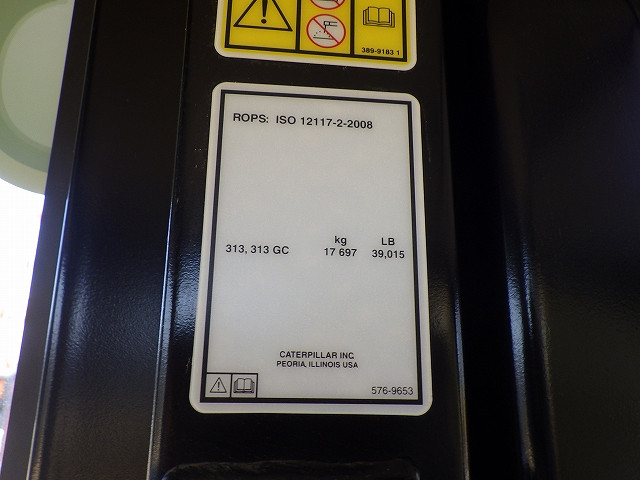 389-9183 1
ROPS: ISO 12117-2-2008
kg LB
313, 313 GC 17 697 39,015
CATERPILLAR INC
PEORIA, ILLINOIS USA
576-9653